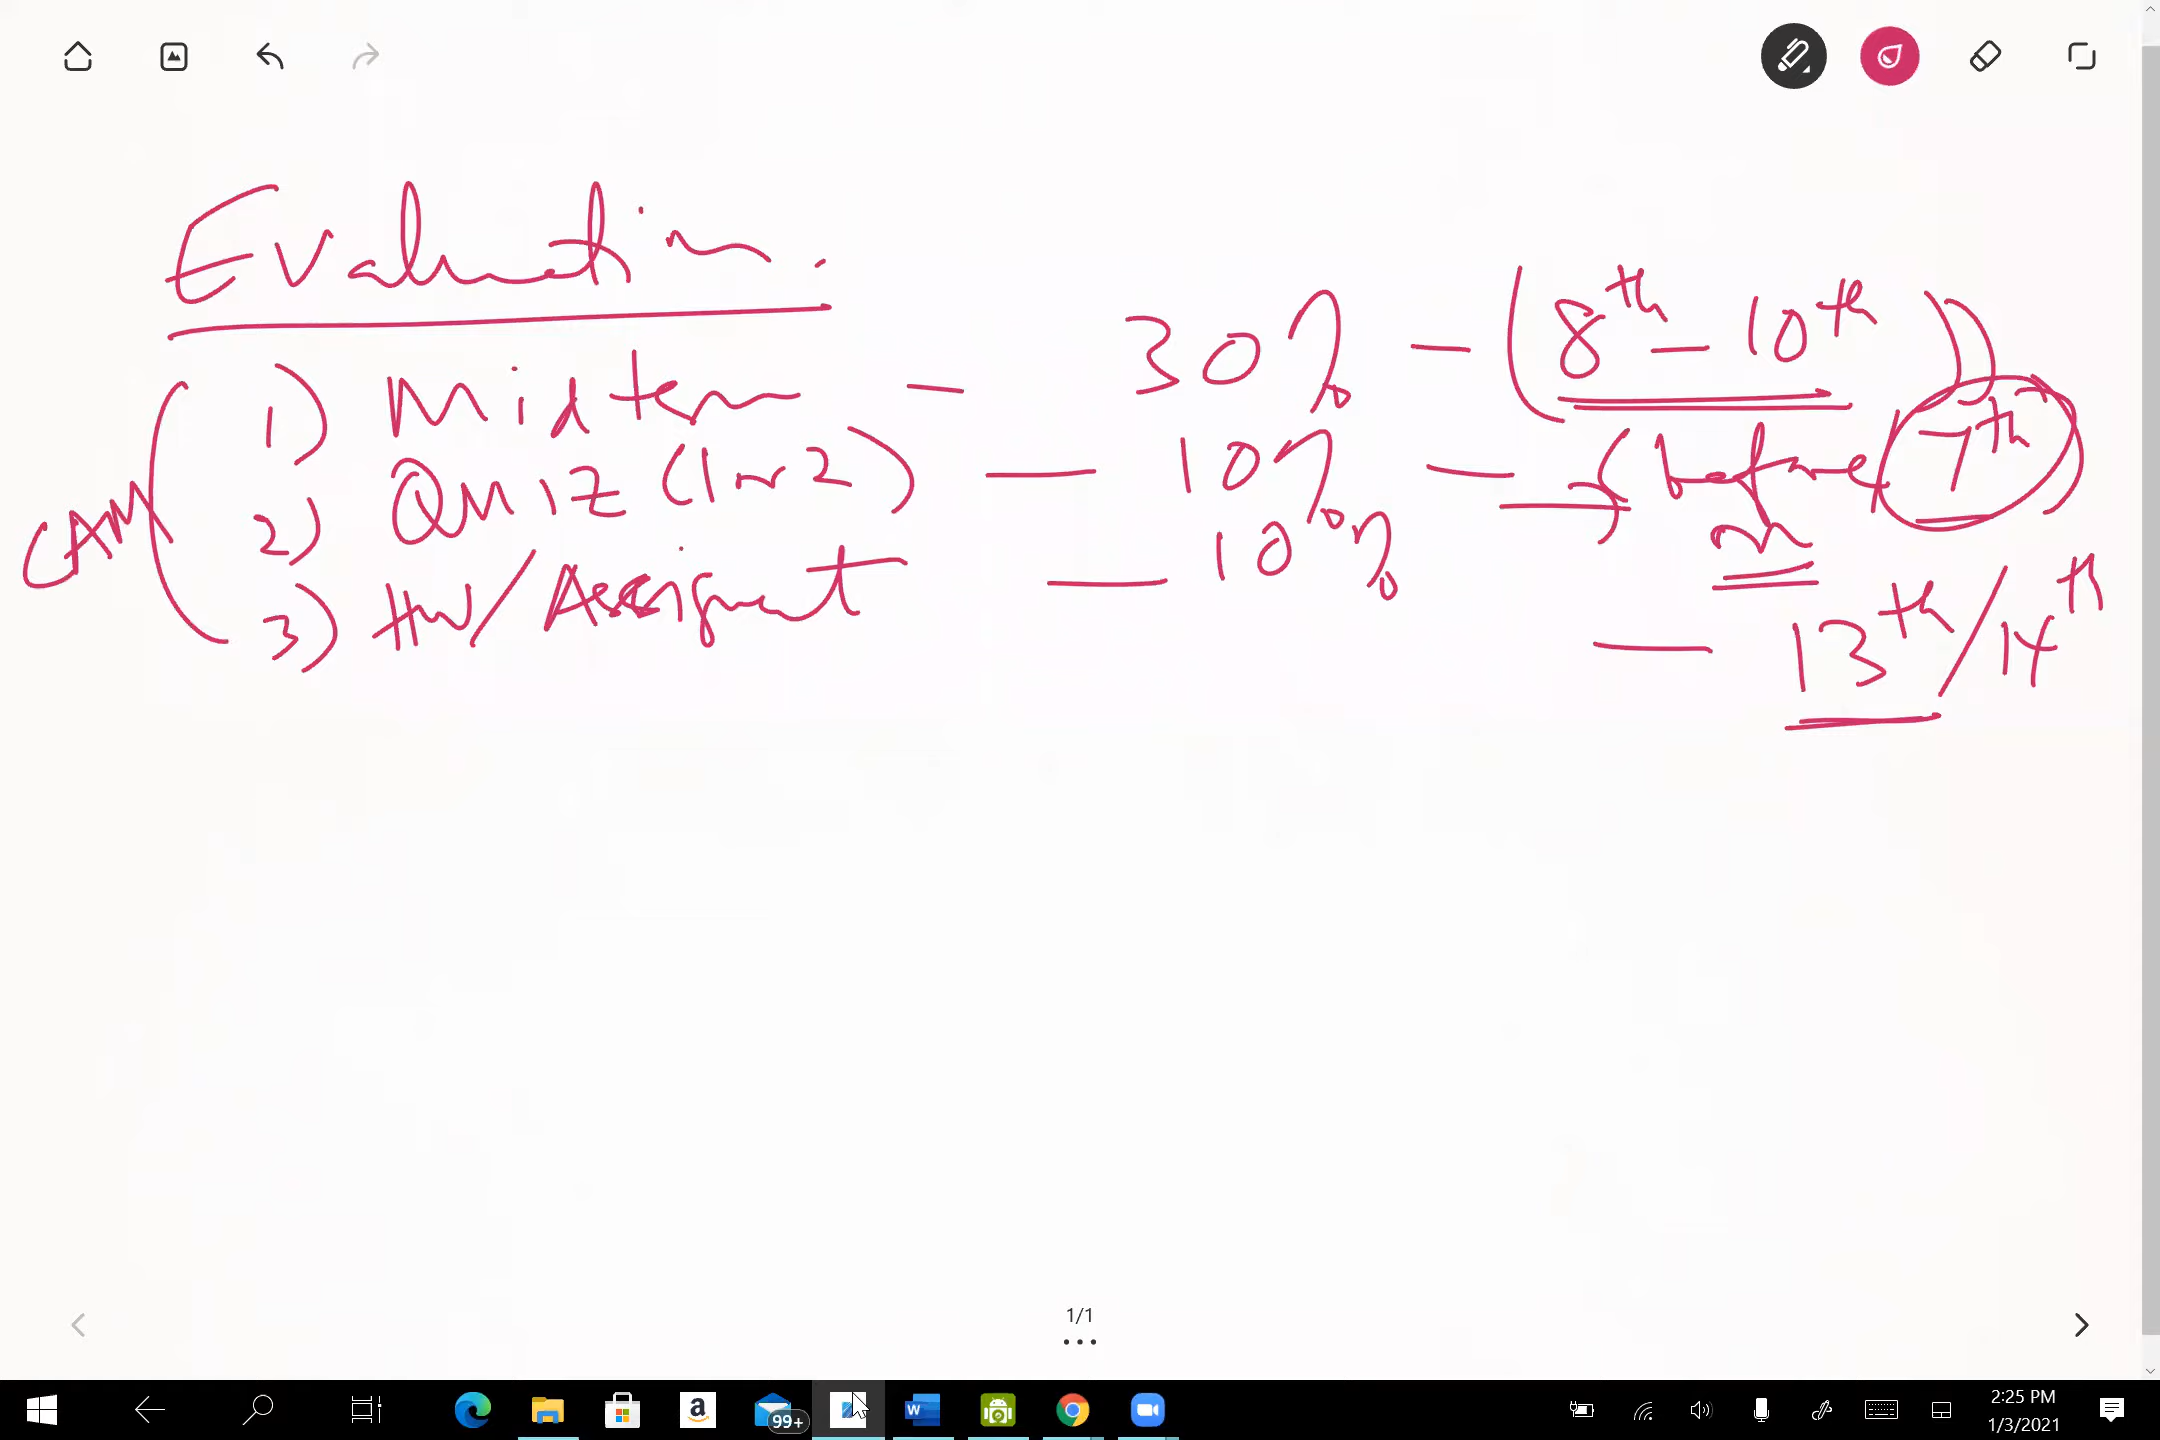 Evaluation.
1) Midterm - 30% - (8th - 10th)
2) Quiz (1 or 2) - 10% - (before 7th)
CAM
3) HW/Assignment - 10%
- 13th/14th
1/1
99+
2:25 PM
1/3/2021